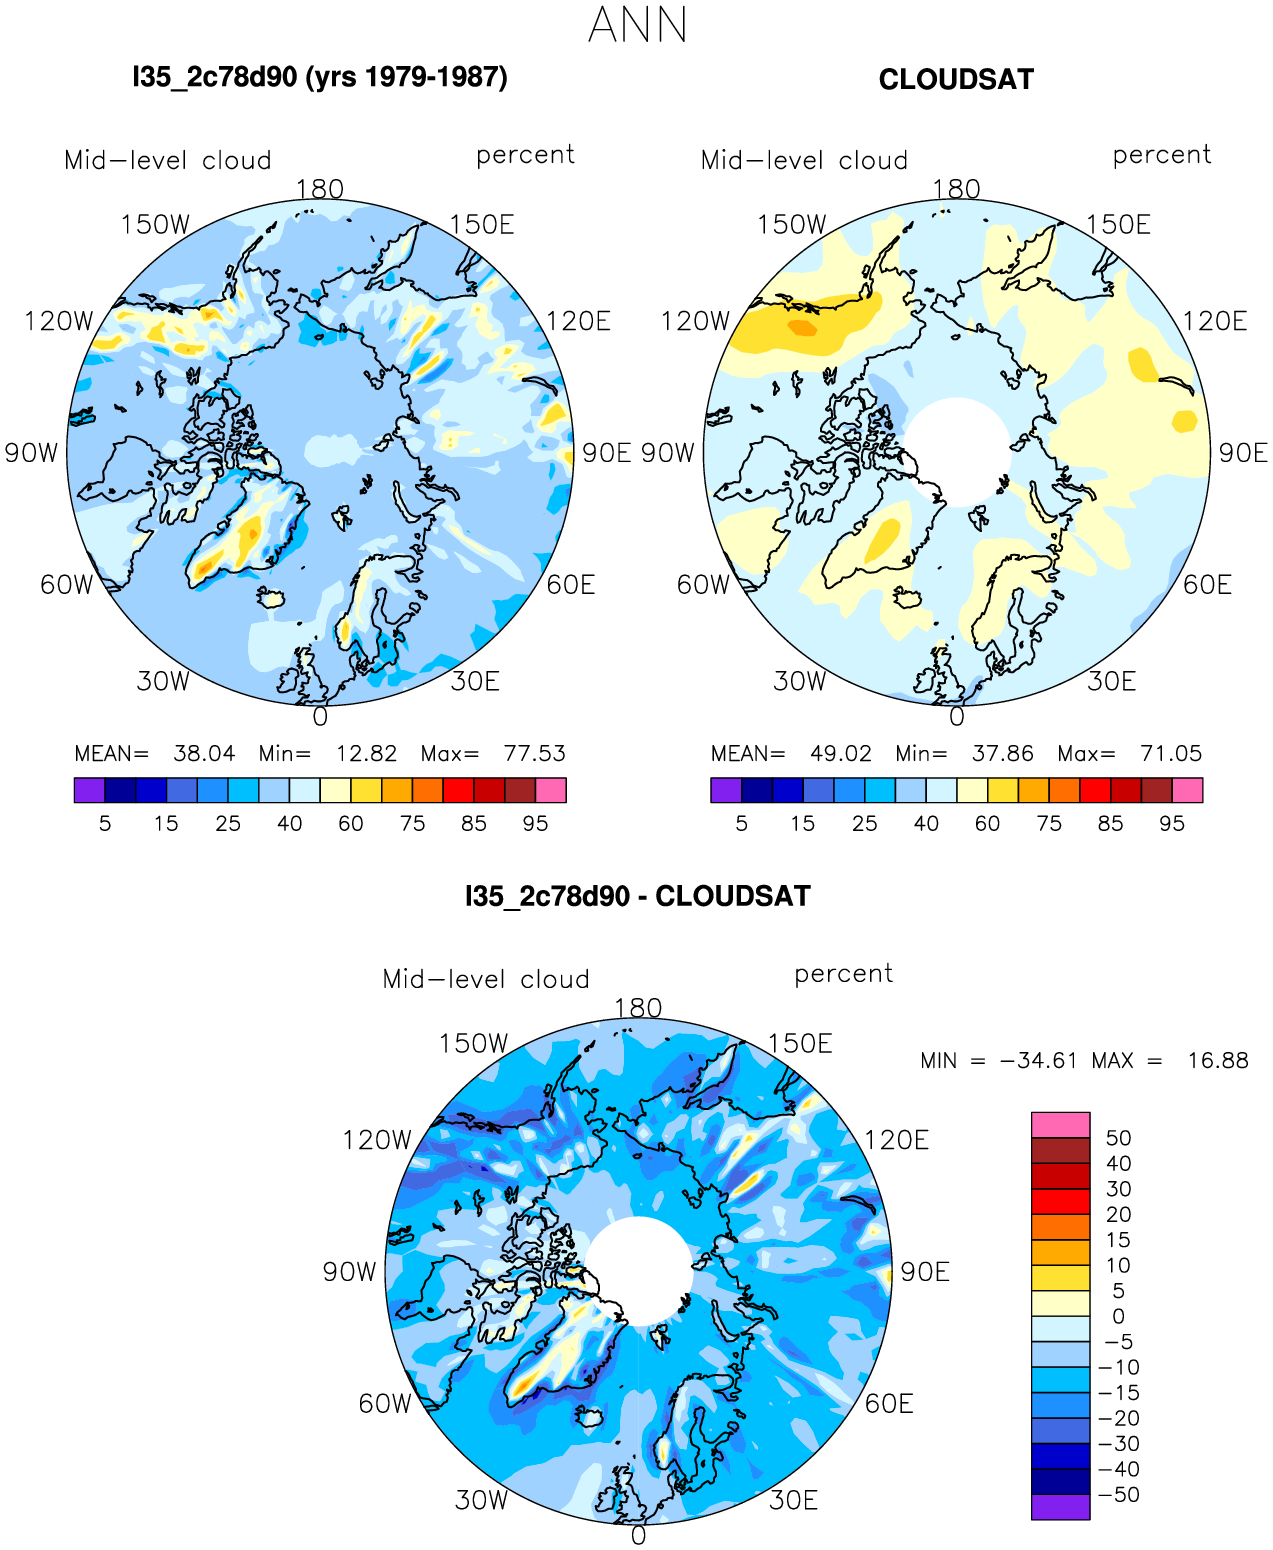 ANN
I35_2c78d90 (yrs 1979-1987)
Mid-level cloud percent
180
150W 150E
120W 120E
90W 90E
60W 60E
30W 30E
0
MEAN= 38.04 Min= 12.82 Max= 77.53
5 15 25 40 60 75 85 95
CLOUDSAT
Mid-level cloud percent
180
150W 150E
120W 120E
90W 90E
60W 60E
30W 30E
0
MEAN= 49.02 Min= 37.86 Max= 71.05
5 15 25 40 60 75 85 95
I35_2c78d90 - CLOUDSAT
Mid-level cloud percent
180
150W 150E
120W 120E
90W 90E
60W 60E
30W 30E
0
MIN = -34.61 MAX = 16.88
50
40
30
20
15
10
5
0
-5
-10
-15
-20
-30
-40
-50